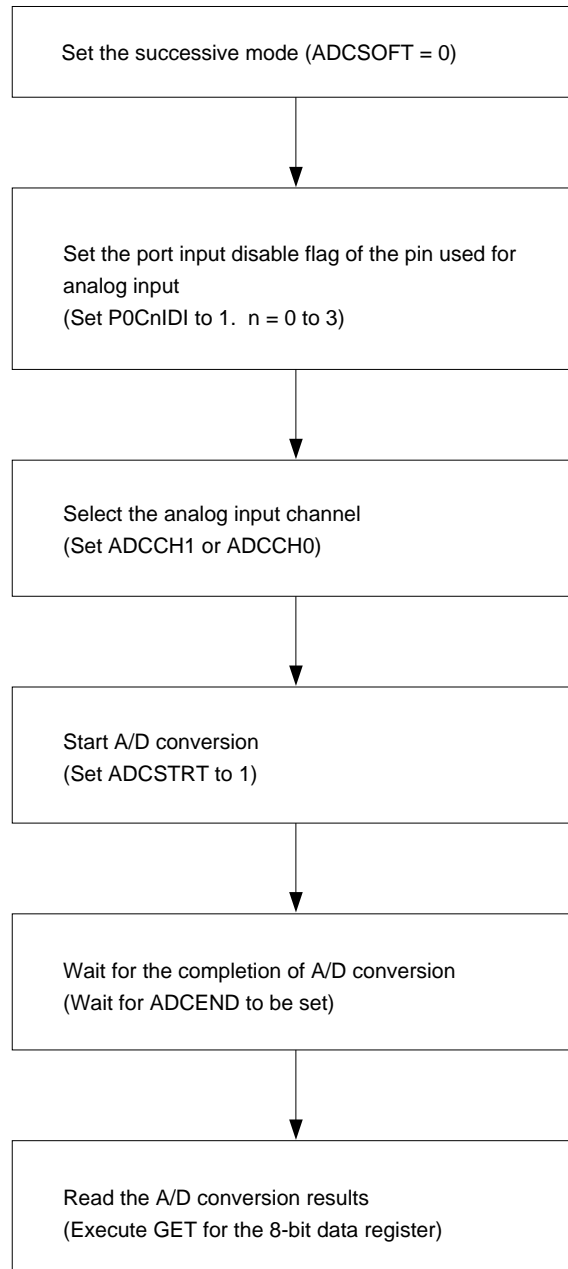 Set the successive mode (ADCSOFT = 0)
Set the port input disable flag of the pin used for
analog input
(Set P0CnIDI to 1.  n = 0 to 3)
Select the analog input channel
(Set ADCCH1 or ADCCH0)
Start A/D conversion
(Set ADCSTRT to 1)
Wait for the completion of A/D conversion
(Wait for ADCEND to be set)
Read the A/D conversion results
(Execute GET for the 8-bit data register)